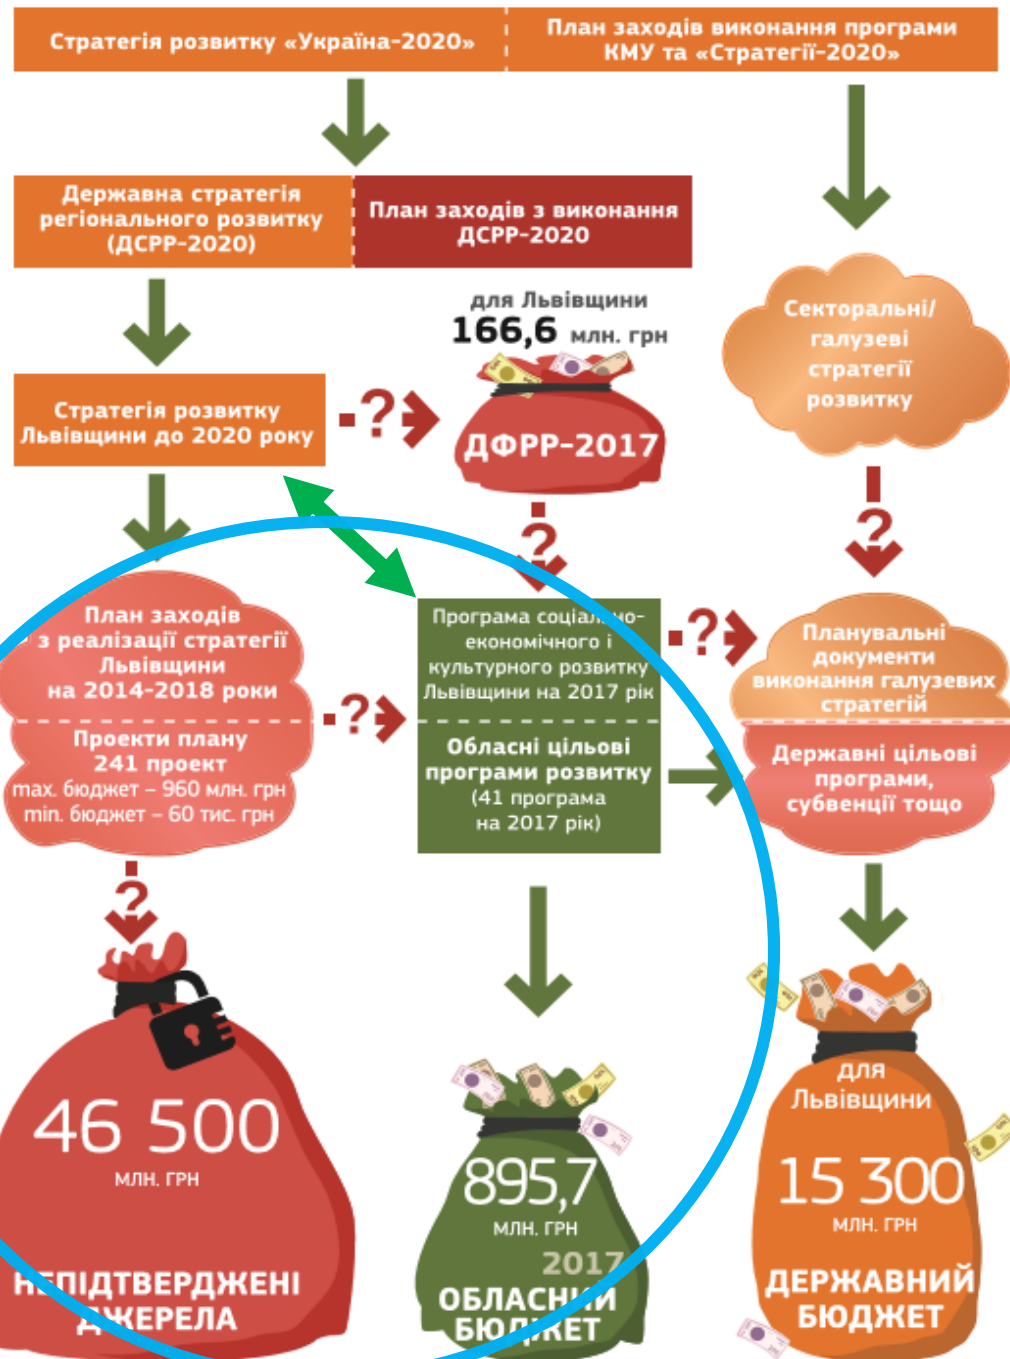 Стратегія розвитку «Україна-2020»
План заходів виконання програми
КМУ та «Стратегії-2020»
Державна стратегія
регіонального розвитку
(ДСРР-2020)
План заходів з виконання
ДСРР-2020
для Львівщини
166,6 млн. грн
ДФРР-2017
Секторальні/
галузеві
стратегії
розвитку
Стратегія розвитку
Львівщини до 2020 року
?
?
?
План заходів
з реалізації стратегії
Львівщини
на 2014-2018 роки
Проекти плану
241 проект
max. бюджет – 960 млн. грн
min. бюджет – 60 тис. грн
?
Програма соціально-
економічного і
культурного розвитку
Львівщини на 2017 рік
Обласні цільові
програми розвитку
(41 програма
на 2017 рік)
?
Планувальні
документи
виконання галузевих
стратегій
Державні цільові
програми,
субвенції тощо
?
46 500
МЛН. ГРН
НЕПІДТВЕРДЖЕНІ
ДЖЕРЕЛА
895,7
МЛН. ГРН
2017
ОБЛАСНИЙ
БЮДЖЕТ
для
Львівщини
15 300
МЛН. ГРН
ДЕРЖАВНИЙ
БЮДЖЕТ